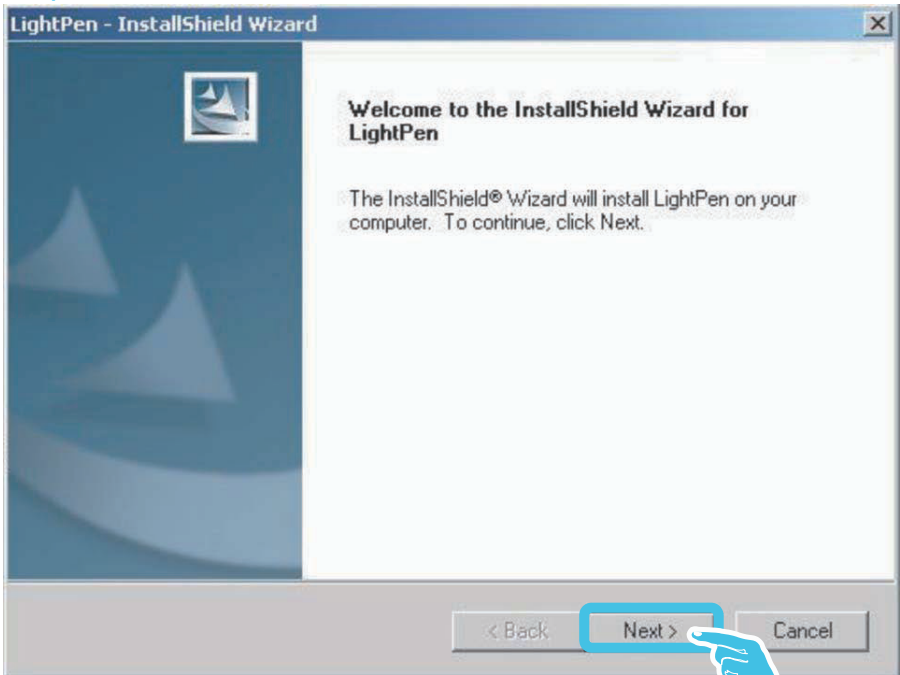 LightPen - InstallShield Wizard
Welcome to the InstallShield Wizard for
LightPen
The InstallShield® Wizard will install LightPen on your
computer. To continue, click Next.
< Back
Next >
Cancel